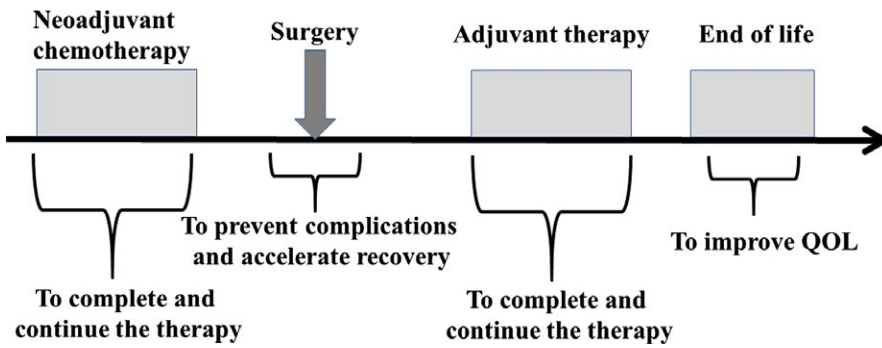 Neoadjuvant
chemotherapy
Surgery
Adjuvant therapy
End of life
To prevent complications
and accelerate recovery
To improve QOL
To complete and
continue the therapy
To complete and
continue the therapy